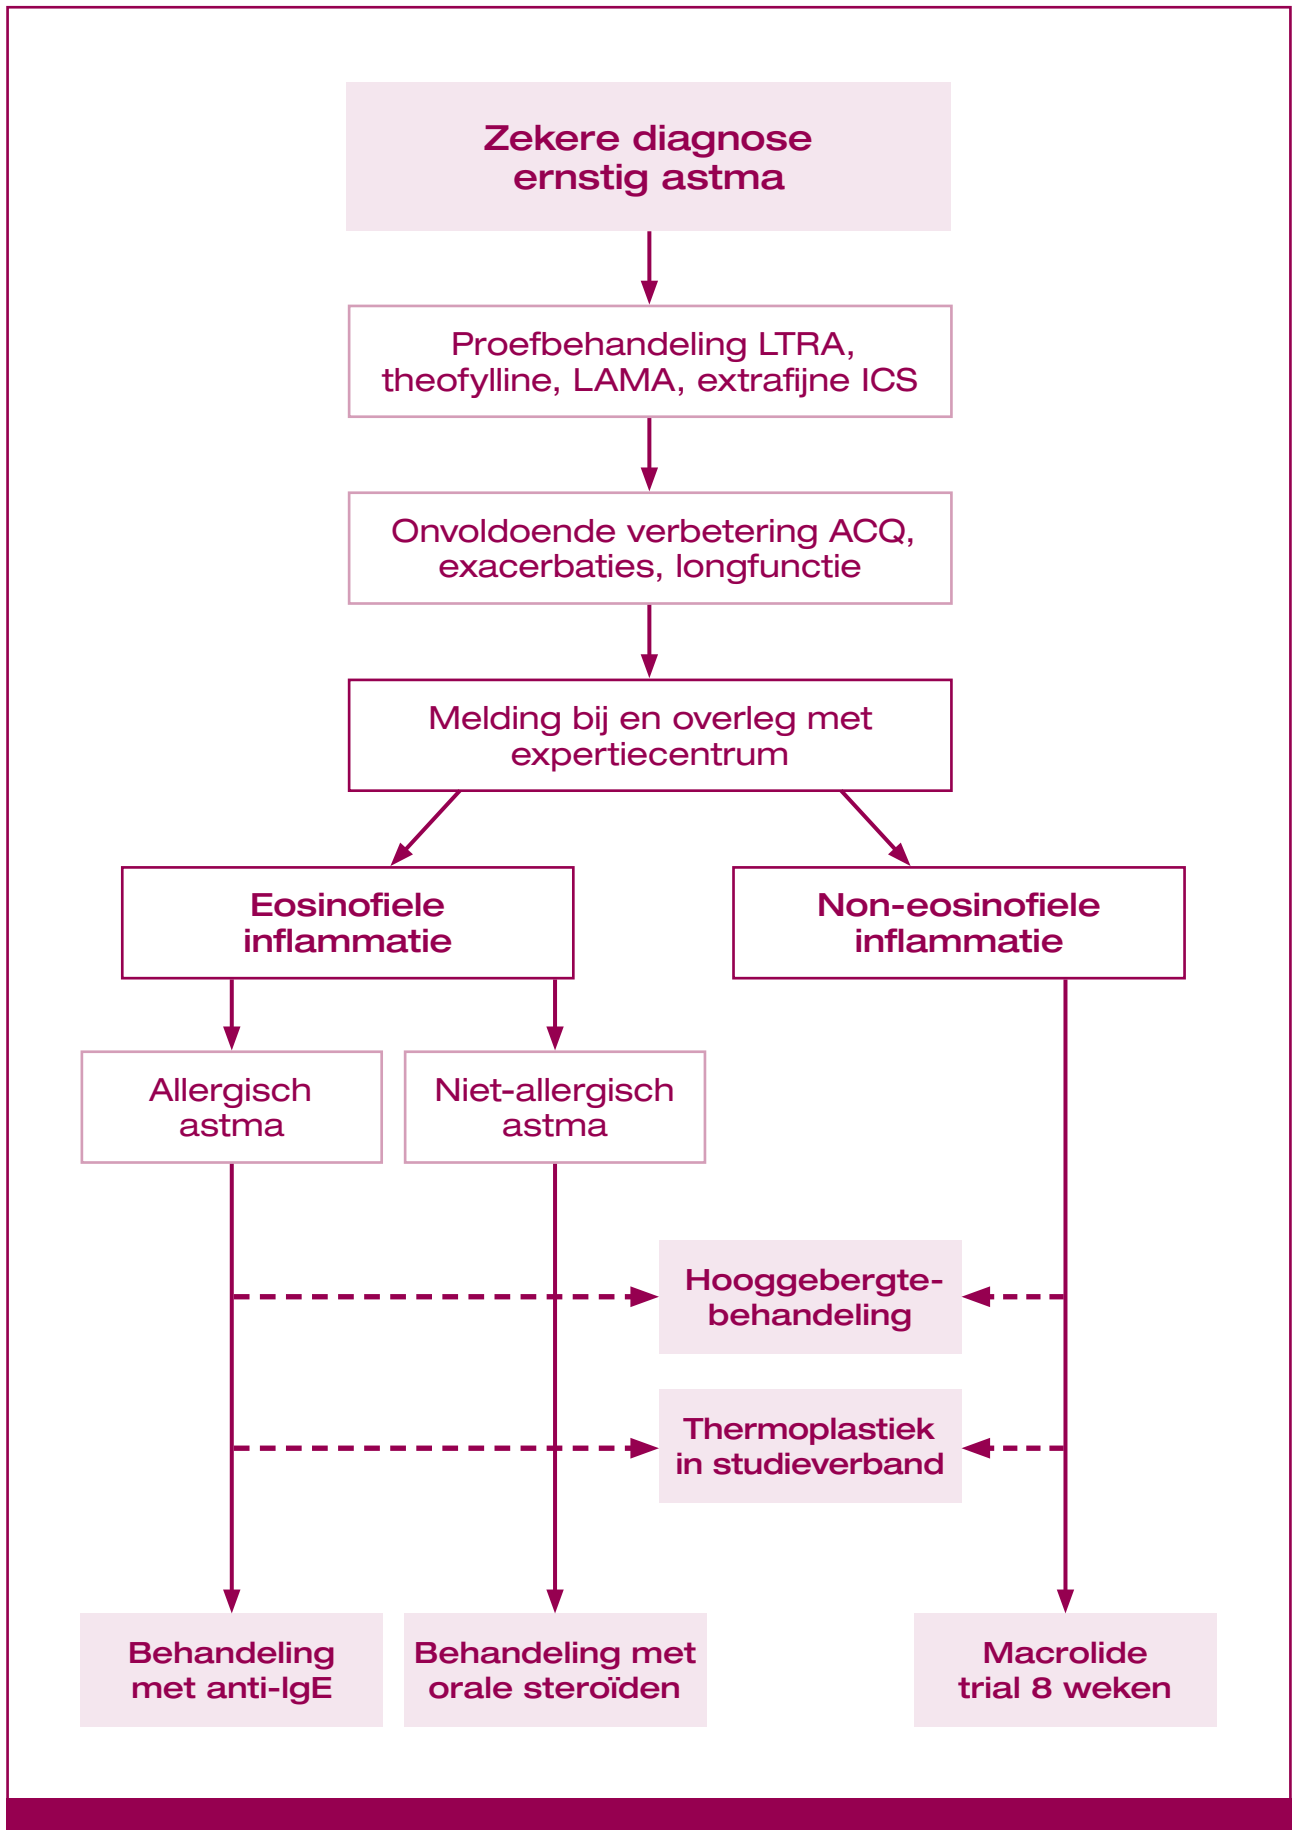 Zekere diagnose
ernstig astma
Proefbehandeling LTRA,
theofylline, LAMA, extrafijne ICS
Onvoldoende verbetering ACQ,
exacerbaties, longfunctie
Melding bij en overleg met
expertiecentrum
Eosinofiele
inflammatie
Non-eosinofiele
inflammatie
Allergisch
astma
Niet-allergisch
astma
Hooggebergte-
behandeling
Thermoplastiek
in studieverband
Behandeling
met anti-IgE
Behandeling met
orale steroïden
Macrolide
trial 8 weken